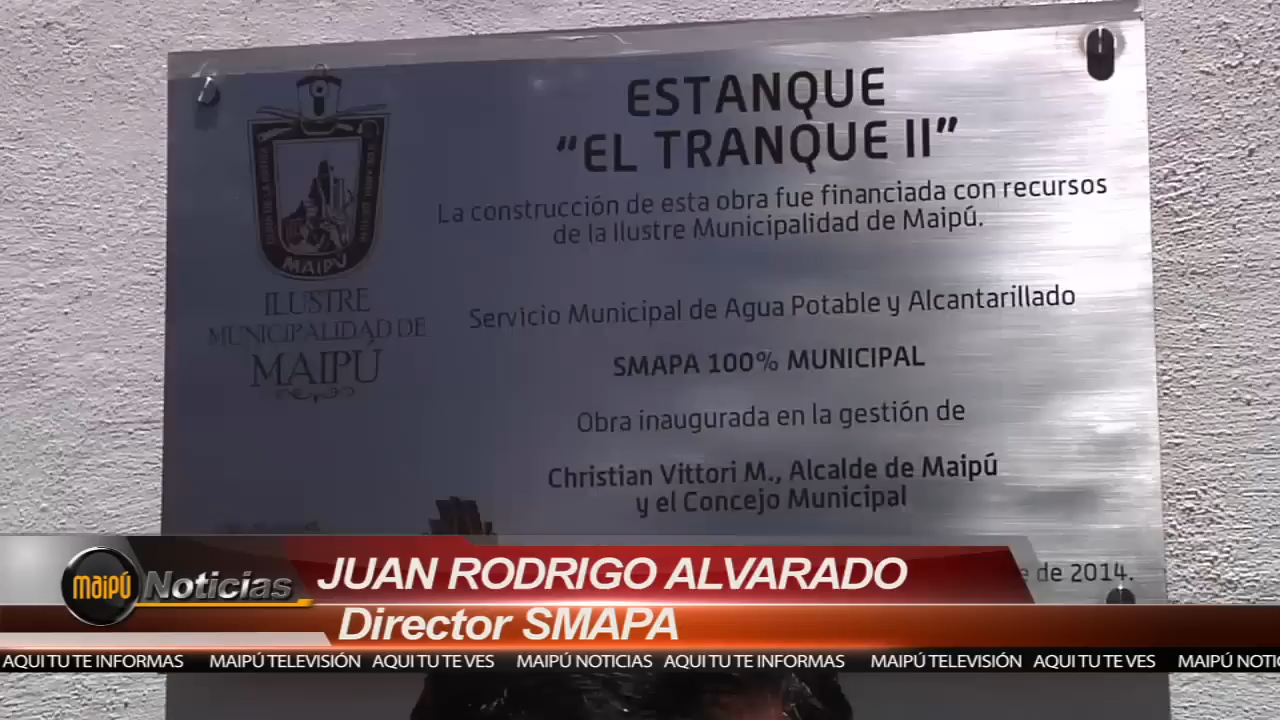 ESTANQUE
"EL TRANQUE II"
La construcción de esta obra fue financiada con recursos
de la Ilustre Municipalidad de Maipú.
MAIPU
ILUSTRE
MUNICIPALIDAD DE
MAIPÚ
Servicio Municipal de Agua Potable y Alcantarillado
SMAPA 100% MUNICIPAL
Obra inaugurada en la gestión de
Christian Vittori M., Alcalde de Maipú
y el Concejo Municipal
de 2014.
maipú Noticias
JUAN RODRIGO ALVARADO
Director SMAPA
AQUI TU TE INFORMAS MAIPÚ TELEVISIÓN AQUI TU TE VES MAIPÚ NOTICIAS AQUI TU TE INFORMAS MAIPÚ TELEVISIÓN AQUI TU TE VES MAIPÚ